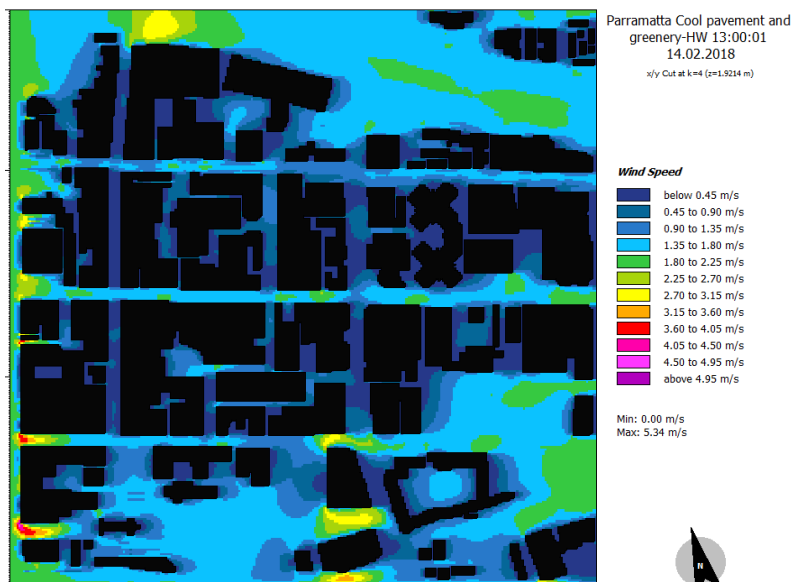 Parramatta Cool pavement and
greenery-HW 13:00:01
14.02.2018
x/y Cut at k=4 (z=1.9214 m)
Wind Speed
below 0.45 m/s
0.45 to 0.90 m/s
0.90 to 1.35 m/s
1.35 to 1.80 m/s
1.80 to 2.25 m/s
2.25 to 2.70 m/s
2.70 to 3.15 m/s
3.15 to 3.60 m/s
3.60 to 4.05 m/s
4.05 to 4.50 m/s
4.50 to 4.95 m/s
above 4.95 m/s
Min: 0.00 m/s
Max: 5.34 m/s
N